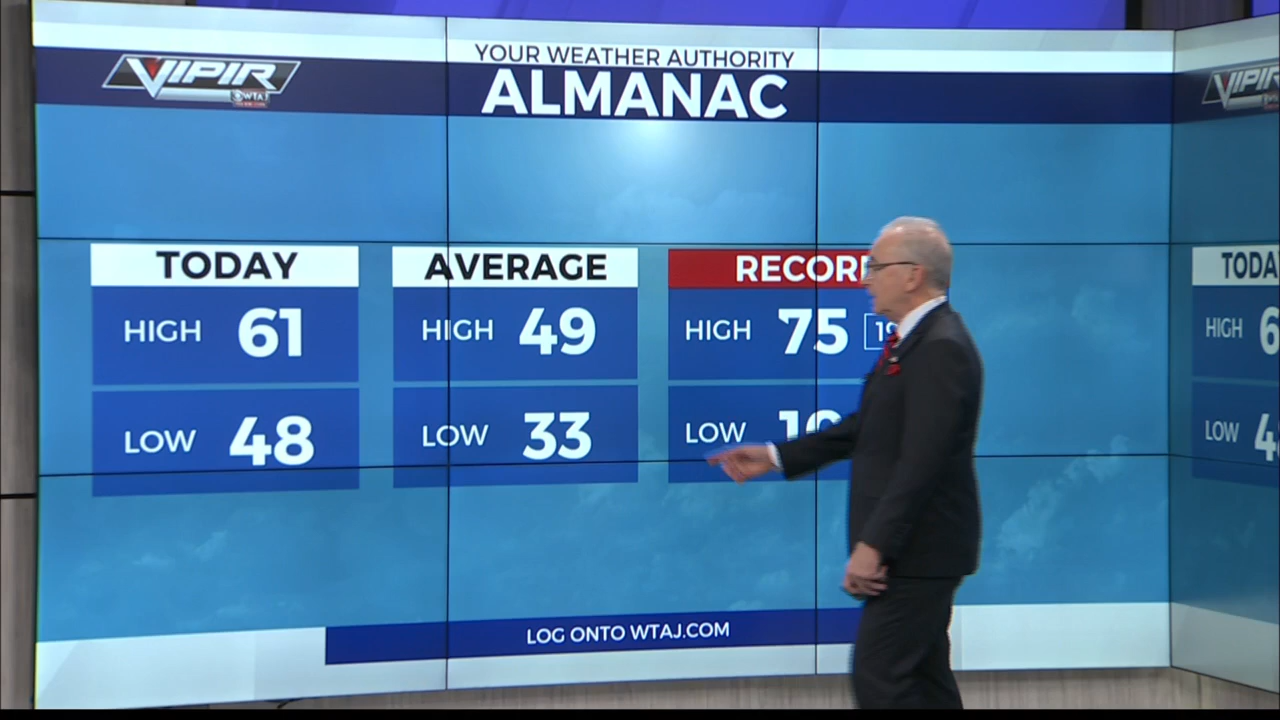 YOUR WEATHER AUTHORITY
ALMANAC
VIPIR
WTAJ
VIPIR
TODAY
HIGH 61
LOW 48
AVERAGE
HIGH 49
LOW 33
HIGH 75
LOW
HIGH
LOW
LOG ONTO WTAJ.COM